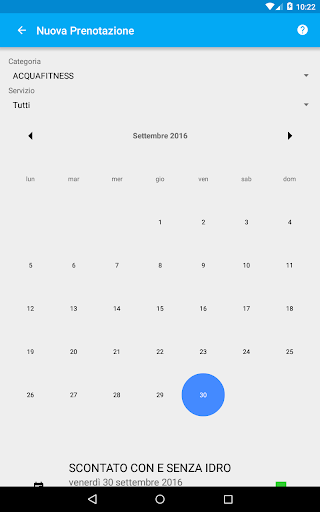 10:22
Nuova Prenotazione
Categoria
ACQUAFITNESS
Servizio
Tutti
Settembre 2016
lun mar mer gio ven sab dom
1 2 3 4
5 6 7 8 9 10 11
12 13 14 15 16 17 18
19 20 21 22 23 24 25
26 27 28 29 30
SCONTATO CON E SENZA IDRO
venerdì 30 settembre 2016